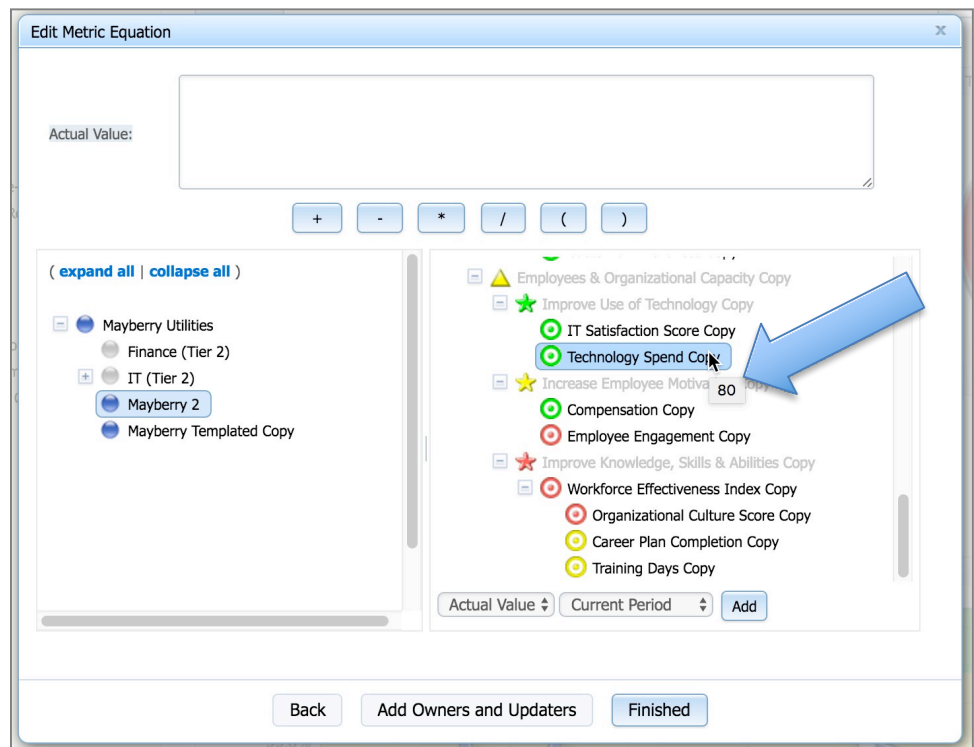 Edit Metric Equation x
Actual Value:
+ - * / ( )
( expand all | collapse all )
Mayberry Utilities
Finance (Tier 2)
IT (Tier 2)
Mayberry 2
Mayberry Templated Copy
Employees & Organizational Capacity Copy
Improve Use of Technology Copy
IT Satisfaction Score Copy
Technology Spend Copy
80
Increase Employee Motiva
Compensation Copy
Employee Engagement Copy
Improve Knowledge, Skills & Abilities Copy
Workforce Effectiveness Index Copy
Organizational Culture Score Copy
Career Plan Completion Copy
Training Days Copy
Actual Value Current Period Add
Back Add Owners and Updaters Finished